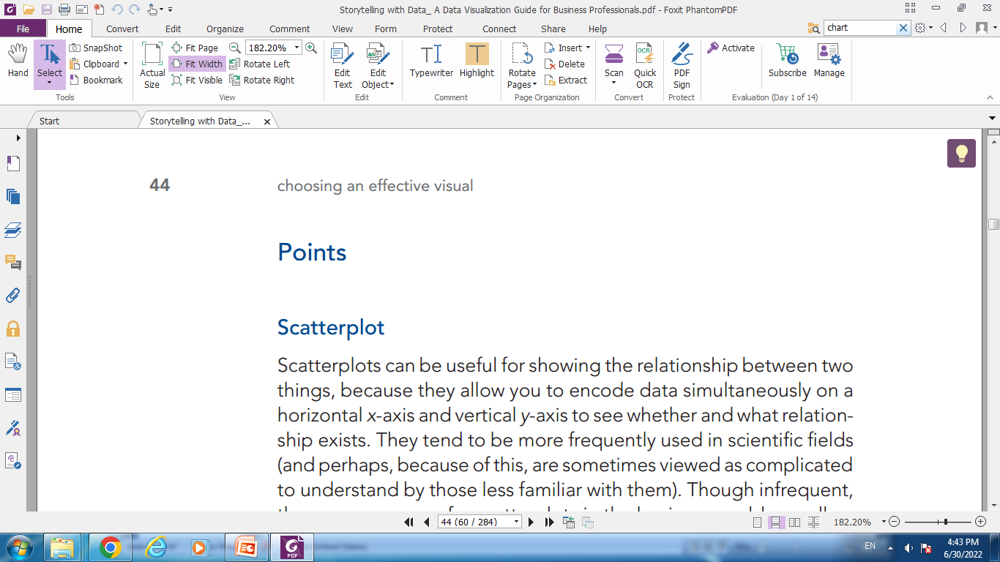 Storytelling with Data_ A Data Visualization Guide for Business Professionals.pdf - Foxit PhantomPDF
File Home Convert Edit Organize Comment View Form Protect Connect Share Help chart
SnapShot Fit Page 182.20% Insert Activate
Clipboard Fit Width Rotate Left Delete
Bookmark Fit Visible Rotate Right Extract
Hand Select Actual Size Edit Text Edit Object Typewriter Highlight Rotate Pages Scan Quick OCR PDF Sign Subscribe Manage
Tools View Edit Comment Page Organization Convert Protect Evaluation (Day 1 of 14)
Start Storytelling with Data_...
44 choosing an effective visual
Points
Scatterplot
Scatterplots can be useful for showing the relationship between two
things, because they allow you to encode data simultaneously on a
horizontal x-axis and vertical y-axis to see whether and what relation-
ship exists. They tend to be more frequently used in scientific fields
(and perhaps, because of this, are sometimes viewed as complicated
to understand by those less familiar with them). Though infrequent,
44 (60 / 284) 182.20%
EN 4:43 PM
6/30/2022